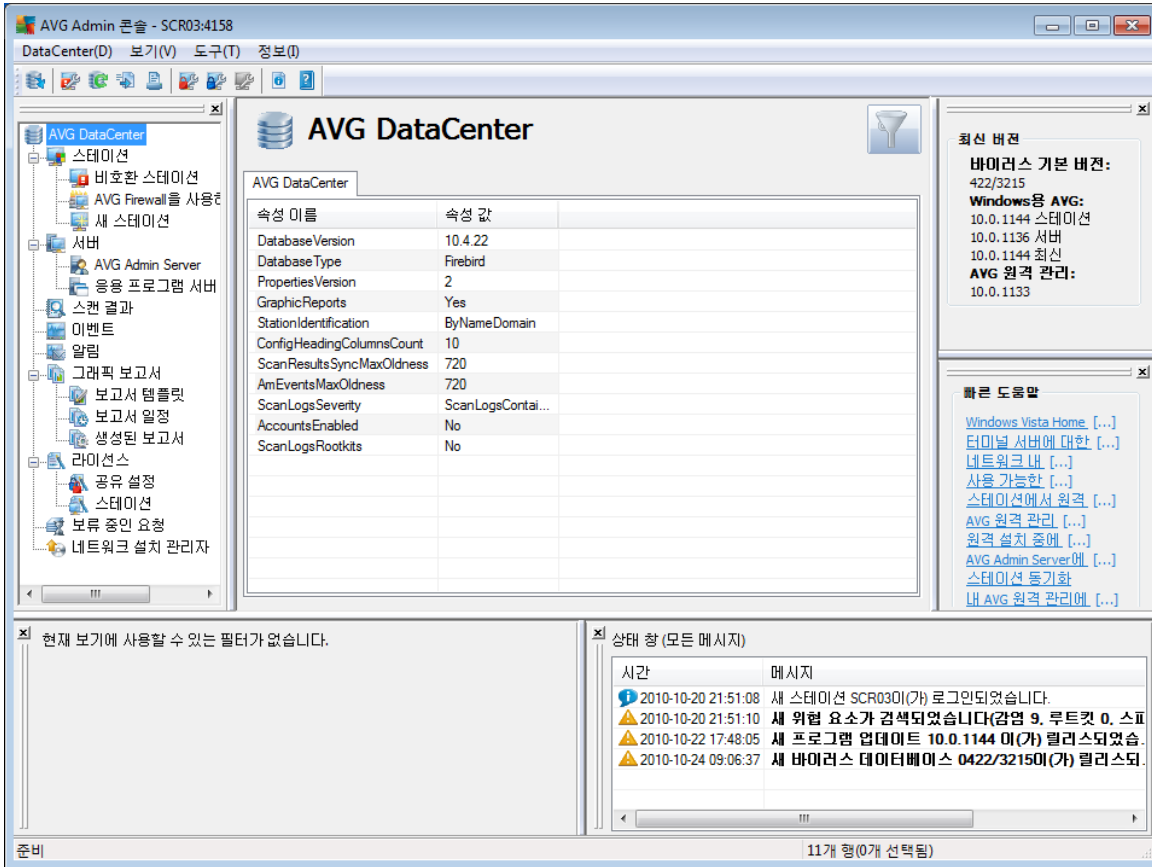 AVG Admin 콘솔 - SCR03:4158
DataCenter(D) 보기(V) 도구(T) 정보(I)
AVG DataCenter
스테이션
비호환 스테이션
AVG Firewall을 사용하
새 스테이션
서버
AVG Admin Server
응용 프로그램 서버
스캔 결과
이벤트
알림
그래픽 보고서
보고서 템플릿
보고서 일정
생성된 보고서
라이선스
공유 설정
스테이션
보류 중인 요청
네트워크 설치 관리자
AVG DataCenter
AVG DataCenter
속성 이름 속성 값
DatabaseVersion 10.4.22
DatabaseType Firebird
PropertiesVersion 2
GraphicReports Yes
StationIdentification ByNameDomain
ConfigHeadingColumnsCount 10
ScanResultsSyncMaxOldness 720
AmEventsMaxOldness 720
ScanLogsSeverity ScanLogsContai...
AccountsEnabled No
ScanLogsRootkits No
최신 버전
바이러스 기본 버전:
422/3215
Windows용 AVG:
10.0.1144 스테이션
10.0.1136 서버
10.0.1144 최신
AVG 원격 관리:
10.0.1133
빠른 도움말
Windows Vista Home [...]
터미널 서버에 대한 [...]
네트워크 내 [...]
사용 가능한 [...]
스테이션에서 원격 [...]
AVG 원격 관리 [...]
원격 설치 중에 [...]
AVG Admin Server에 [...]
스테이션 동기화
내 AVG 원격 관리에 [...]
현재 보기에 사용할 수 있는 필터가 없습니다.
상태 창 (모든 메시지)
시간 메시지
2010-10-20 21:51:08 새 스테이션 SCR03이(가) 로그인되었습니다.
2010-10-20 21:51:10 새 위협 요소가 검색되었습니다(감염 9, 루트킷 0, 스파
2010-10-22 17:48:05 새 프로그램 업데이트 10.0.1144 이(가) 릴리스되었습.
2010-10-24 09:06:37 새 바이러스 데이터베이스 0422/3215이(가) 릴리스되.
준비
11개 행(0개 선택됨)